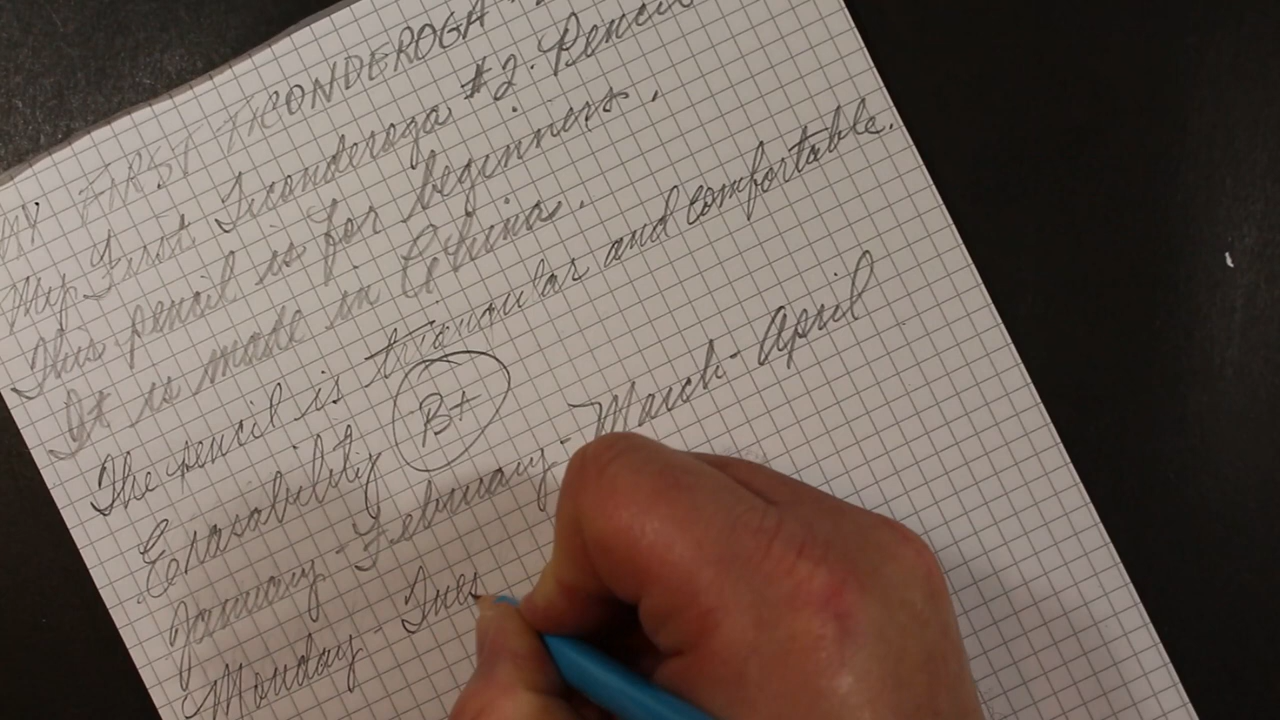 MY FIRST TICONDEROGA
My First Ticonderoga #2 Pencil
This pencil is for beginners.
It is made in China.
The pencil is triangular and comfortable.
Erasability B+
January - February - March - April
Monday - Tues